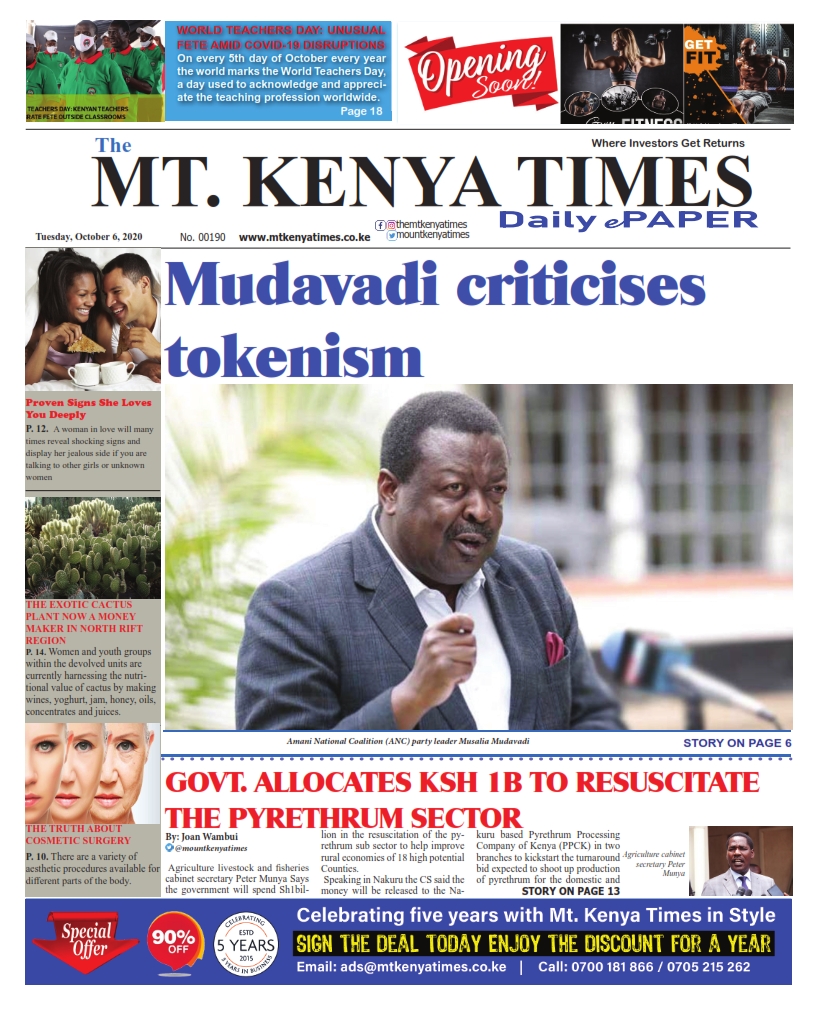 WORLD TEACHERS DAY: UNUSUAL
FETE AMID COVID-19 DISRUPTIONS
On every 5th day of October every year
the world marks the World Teachers Day,
a day used to acknowledge and appreci-
ate the teaching profession worldwide.
Page 18
TEACHERS DAY: KENYAN TEACHERS
RATE FETE OUTSIDE CLASSROOMS
Opening
Soon!
Gym FITNESS
GET
FIT
The
Where Investors Get Returns
MT. KENYA TIMES
Daily ePAPER
Tuesday, October 6, 2020
No. 00190
www.mtkenyatimes.co.ke
themtkenyatimes
mountkenyatimes
Mudavadi criticises
tokenism
Proven Signs She Loves
You Deeply
P. 12. A woman in love will many
times reveal shocking signs and
display her jealous side if you are
talking to other girls or unknown
women
THE EXOTIC CACTUS
PLANT NOW A MONEY
MAKER IN NORTH RIFT
REGION
P. 14. Women and youth groups
within the devolved units are
currently harnessing the nutri-
tional value of cactus by making
wines, yoghurt, jam, honey, oils,
concentrates and juices.
THE TRUTH ABOUT
COSMETIC SURGERY
P. 10. There are a variety of
aesthetic procedures available for
different parts of the body.
Amani National Coalition (ANC) party leader Musalia Mudavadi
STORY ON PAGE 6
GOVT. ALLOCATES KSH 1B TO RESUSCITATE
THE PYRETHRUM SECTOR
By: Joan Wambui
@mountkenyatimes
Agriculture livestock and fisheries
cabinet secretary Peter Munya Says
the government will spend Sh1bil-
lion in the resuscitation of the py-
rethrum sub sector to help improve
rural economies of 18 high potential
Counties.
Speaking in Nakuru the CS said the
money will be released to the Na-
kuru based Pyrethrum Processing
Company of Kenya (PPCK) in two
branches to kickstart the turnaround
bid expected to shoot up production
of pyrethrum for the domestic and
STORY ON PAGE 13
Agriculture cabinet
secretary Peter
Munya
Special
Offer
90%
OFF
CELEBRATING
ESTD
5 YEARS
2015
5 YEARS IN BUSINESS
Celebrating five years with Mt. Kenya Times in Style
SIGN THE DEAL TODAY ENJOY THE DISCOUNT FOR A YEAR
Email: ads@mtkenyatimes.co.ke | Call: 0700 181 866 / 0705 215 262